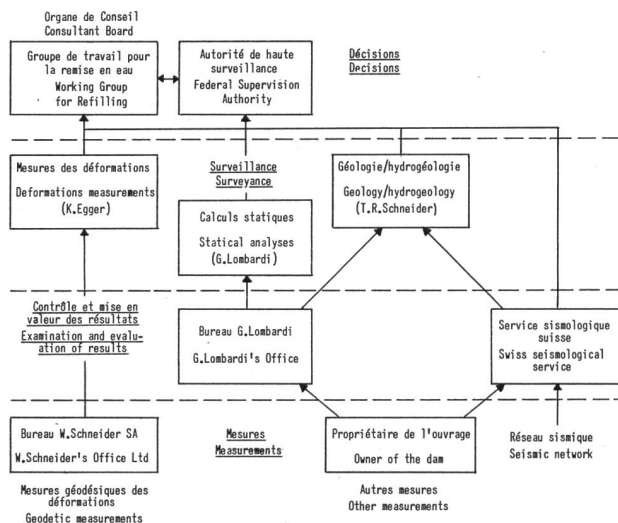 Organe de Conseil
Consultant Board
Groupe de travail pour
la remise en eau
Working Group
for Refilling
Autorité de haute
surveillance
Federal Supervision
Authority
Décisions
Decisions
Mesures des déformations
Deformations measurements
(K.Egger)
Surveillance
Surveyance
Calculs statiques
Statical analyses
(G.Lombardi)
Géologie/hydrogéologie
Geology/hydrogeology
(T.R.Schneider)
Contrôle et mise en
valeur des résultats
Examination and evalu-
ation of results
Bureau G.Lombardi
G.Lombardi's Office
Service sismologique
suisse
Swiss seismological
service
Bureau W.Schneider SA
W.Schneider's Office Ltd
Mesures géodésiques des
déformations
Geodetic measurements
Mesures
Measurements
Propriétaire de l'ouvrage
Owner of the dam
Autres mesures
Other measurements
Réseau sismique
Seismic network